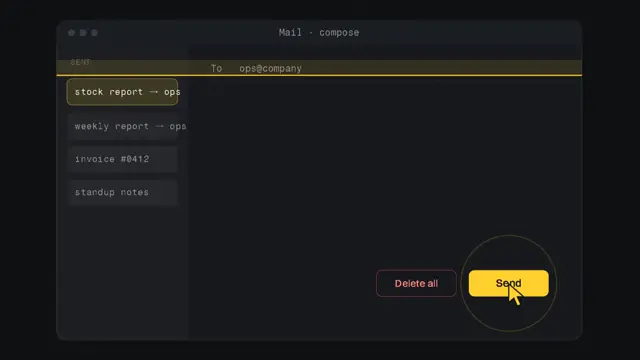 Mail - compose
SENT
To ops@company
stock report → ops
weekly report → ops
invoice #0412
standup notes
Delete all
Send